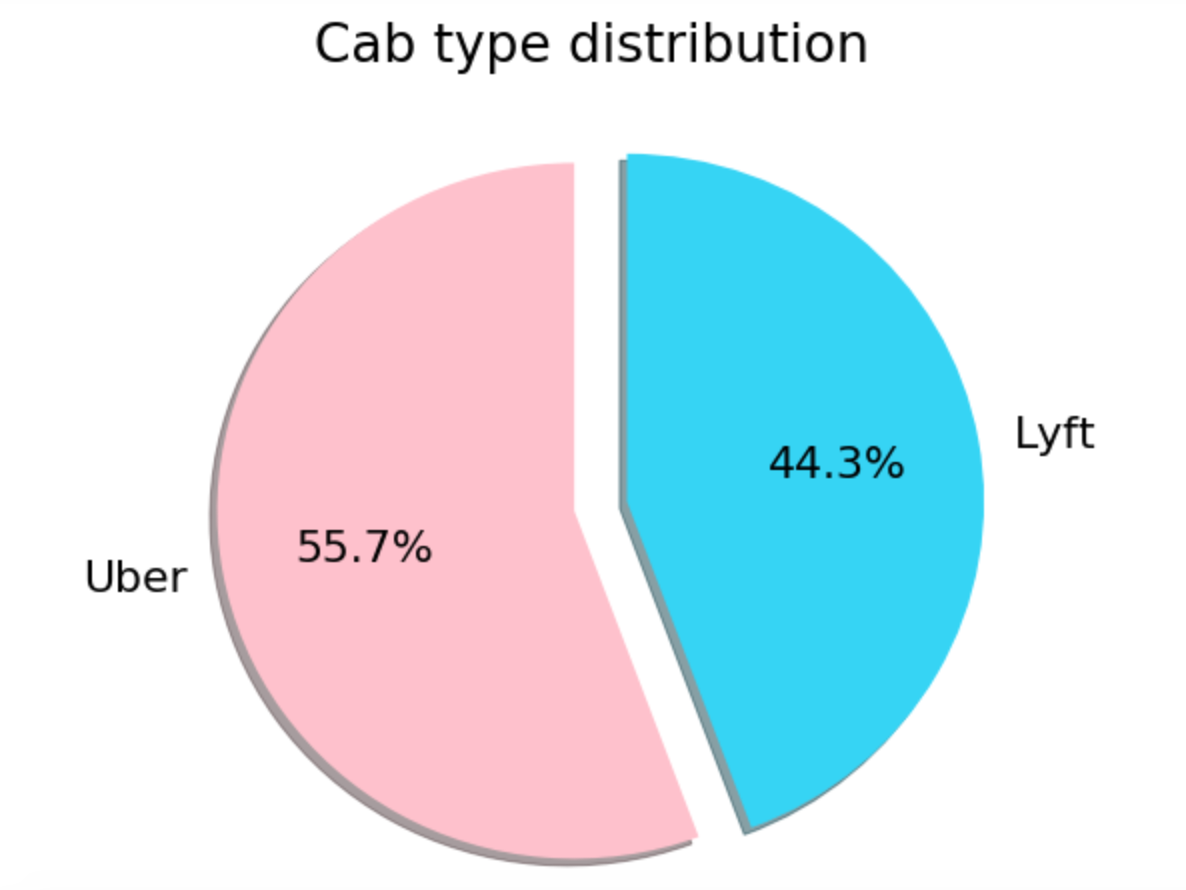 Cab type distribution
Lyft
44.3%
55.7%
Uber